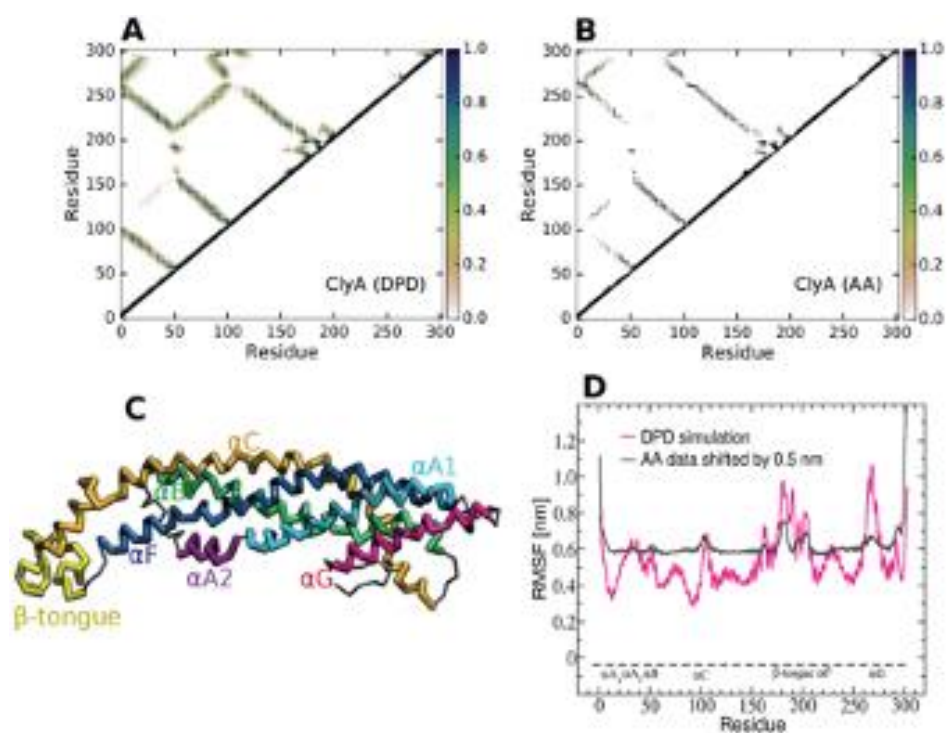 A
B
300
250
200
150
100
50
0
Residue
0 50 100 150 200 250 300
Residue
ClyA (DPD)
1.0
0.8
0.6
0.4
0.2
0.0
300
250
200
150
100
50
0
Residue
0 50 100 150 200 250 300
Residue
ClyA (AA)
1.0
0.8
0.6
0.4
0.2
0.0
C
αC
αB
αA1
αF
αA2
αG
β-tongue
D
DPD simulation
AA data shifted by 0.5 nm
1.2
1.0
0.8
0.6
0.4
0.2
0
RMSF [nm]
αC
β-tongue αF
αG
0 50 100 150 200 250 300
Residue